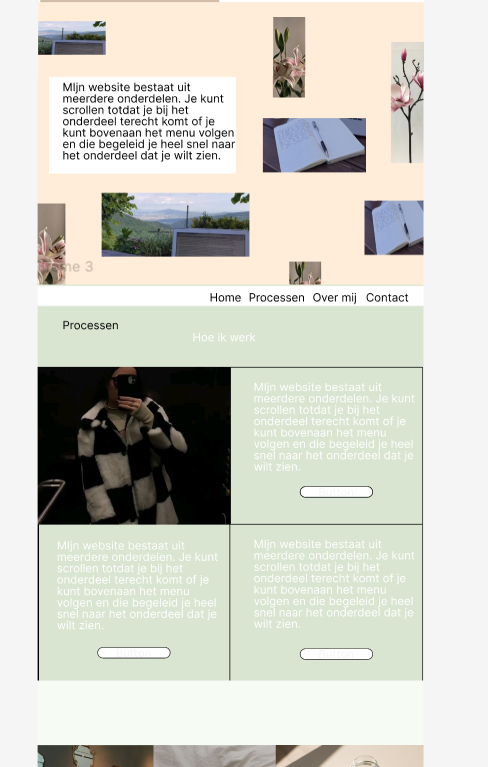 MIjn website bestaat uit
meerdere onderdelen. Je kunt
scrollen totdat je bij het
onderdeel terecht komt of je
kunt bovenaan het menu volgen
en die begeleid je heel snel naar
het onderdeel dat je wilt zien.
me 3
Home Processen Over mij Contact
Processen
Hoe ik werk
MIjn website bestaat uit
meerdere onderdelen. Je kunt
scrollen totdat je bij het
onderdeel terecht komt of je
kunt bovenaan het menu
volgen en die begeleid je heel
snel naar het onderdeel dat je
wilt zien.
Button
MIjn website bestaat uit
meerdere onderdelen. Je kunt
scrollen totdat je bij het
onderdeel terecht komt of je
kunt bovenaan het menu
volgen en die begeleid je heel
snel naar het onderdeel dat je
wilt zien.
Button
MIjn website bestaat uit
meerdere onderdelen. Je kunt
scrollen totdat je bij het
onderdeel terecht komt of je
kunt bovenaan het menu
volgen en die begeleid je heel
snel naar het onderdeel dat je
wilt zien.
Button